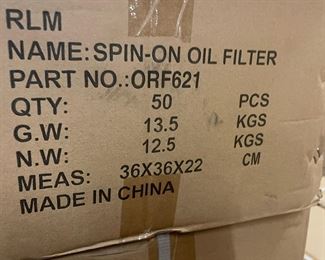 RLM
NAME:SPIN-ON OIL FILTER
PART NO.:ORF621
QTY: 50 PCS
G.W: 13.5 KGS
N.W: 12.5 KGS
MEAS: 36X36X22 CM
MADE IN CHINA